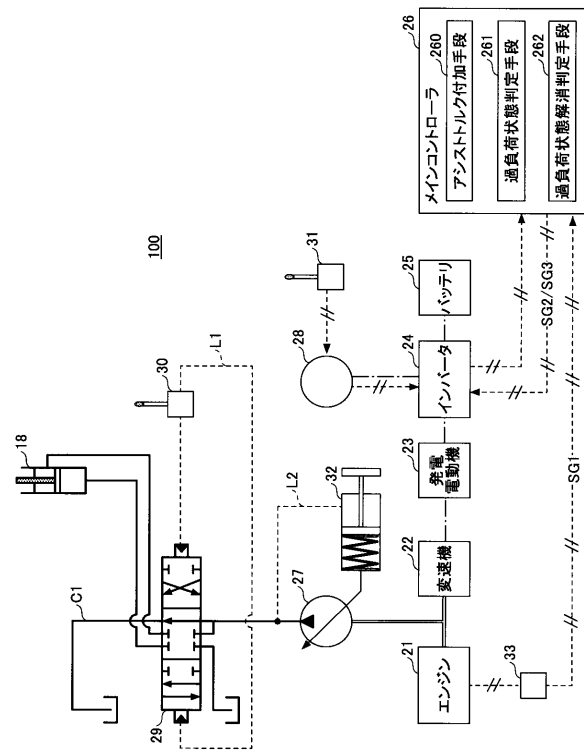 100
18
C1
29
30
L1
31
28
L2
32
27
21
エンジン
22
変速機
23
発電
電動機
24
インバータ
25
バッテリ
33
SG1
SG2/SG3
26
メインコントローラ
260
アシストトルク付加手段
261
過負荷状態判定手段
262
過負荷状態解消判定手段